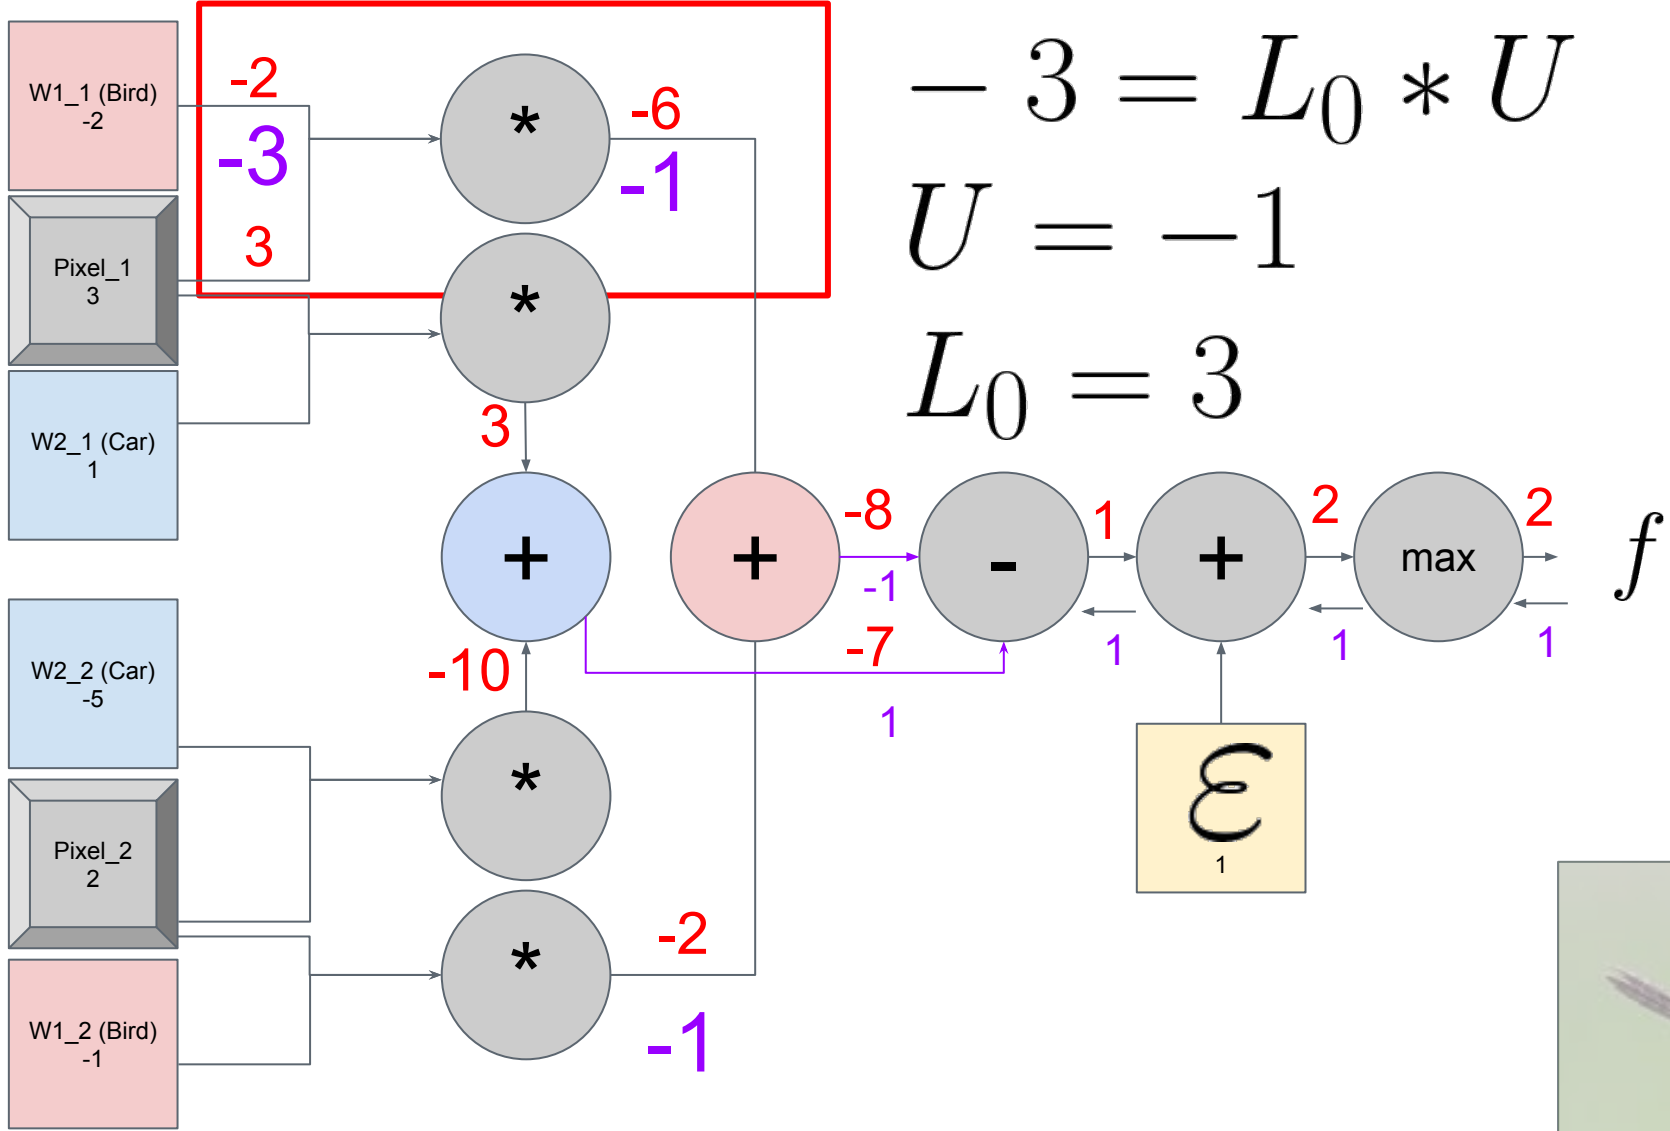 W1_1 (Bird)
-2
-2
-3
3
*
-6
-1
Pixel_1
3
*
W2_1 (Car)
1
3
- 3 = L₀ * U
U = -1
L₀ = 3
+
+
-8
-1
-
1
1
+
2
1
max
2
1
f
-7
1
-10
W2_2 (Car)
-5
*
Pixel_2
2
*
-2
-1
W1_2 (Bird)
-1
ℰ
1